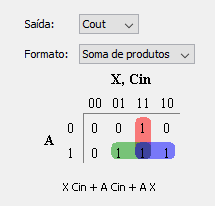 Saída: Cout
Formato: Soma de produtos
X, Cin
00 01 11 10
0 0 0 1 0
A
1 0 1 1 1
X Cin + A Cin + A X